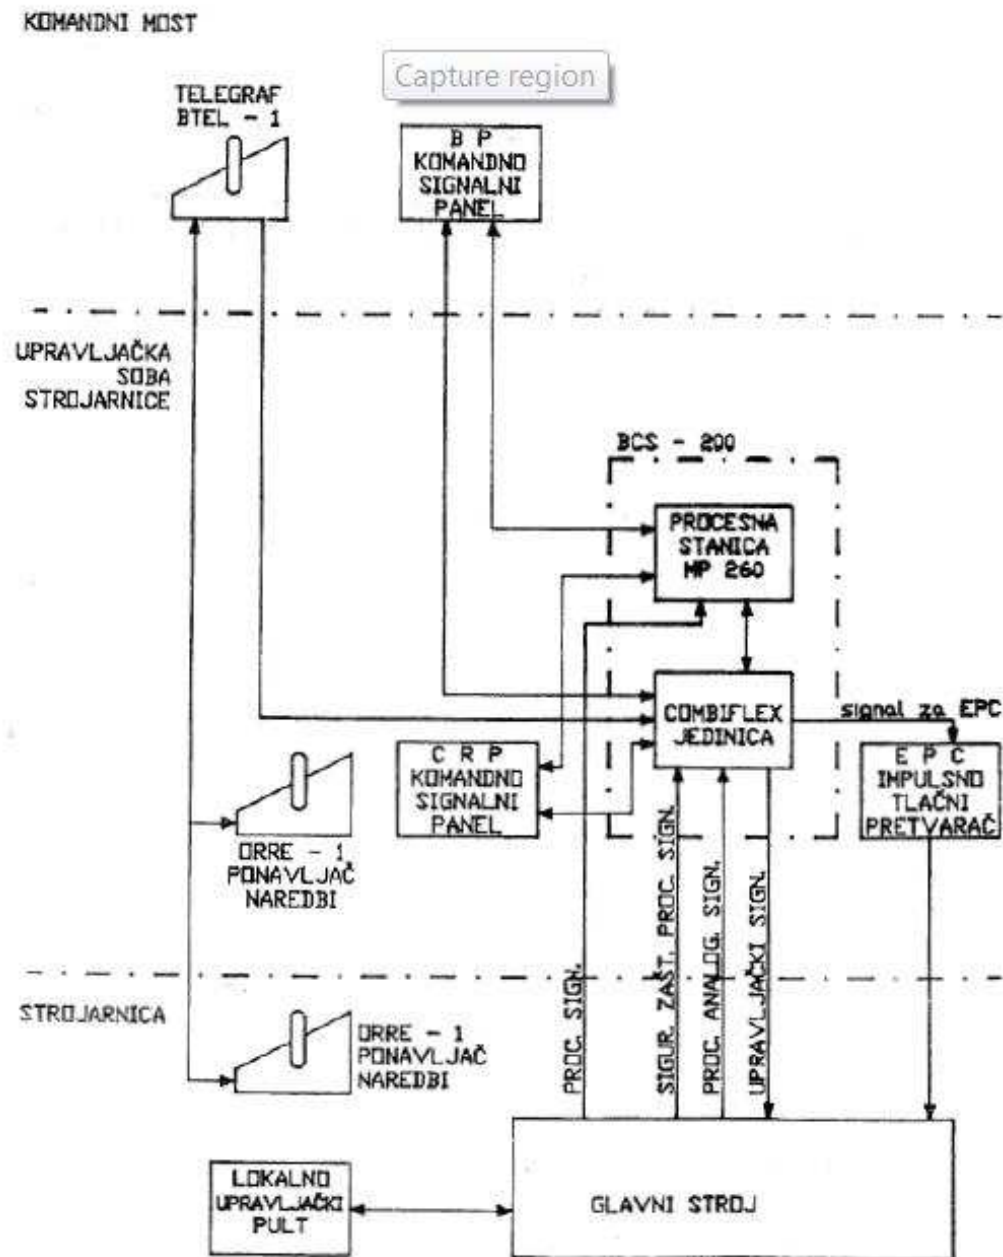 KOMANDNI MOST
Capture region
TELEGRAF
BTEL - 1
B P
KOMANDNO
SIGNALNI
PANEL
UPRAVLJAČKA
SOBA
STROJARNICE
BCS - 200
PROCESNA
STANICA
MP 260
COMBIFLEX
JEDINICA
signal za EPC
E P C
IMPULSNO
TLAČNI
PRETVARAČ
C R P
KOMANDNO
SIGNALNI
PANEL
ORRE - 1
PONAVLJAČ
NAREDBI
PROC. SIGN.
SIGUR. ZAŠT. PROC. SIGN.
PROC. ANALOG. SIGN.
UPRAVLJAČKI SIGN.
STROJARNICA
ORRE - 1
PONAVLJAČ
NAREDBI
LOKALNO
UPRAVLJAČKI
PULT
GLAVNI STROJ